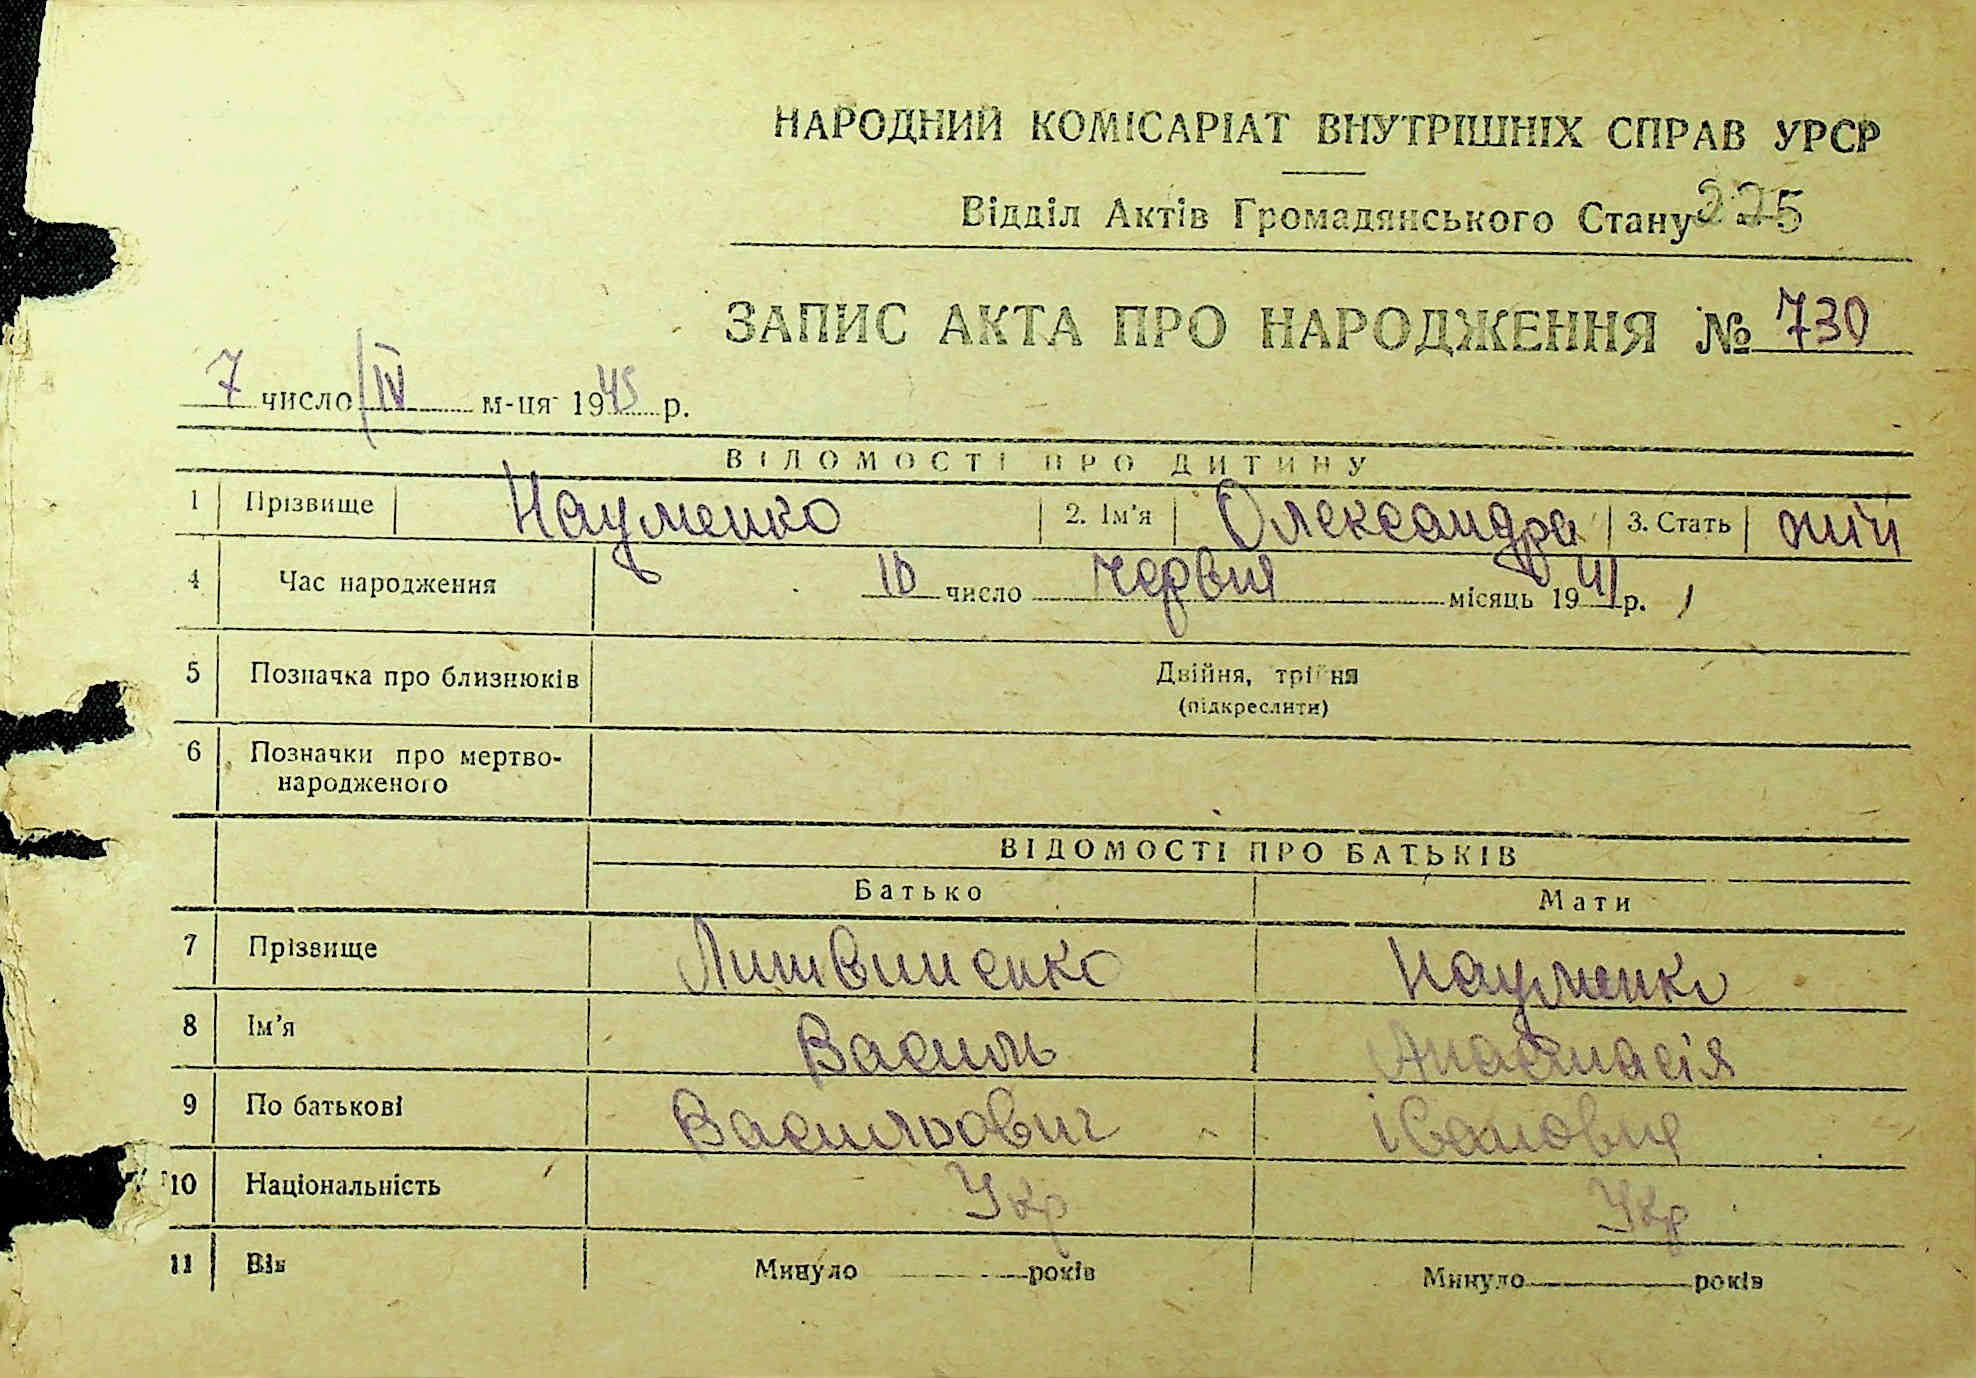 НАРОДНИЙ КОМІСАРІАТ ВНУТРІШНІХ СПРАВ УРСР
Відділ Актів Громадянського Стану 225
ЗАПИС АКТА ПРО НАРОДЖЕННЯ № 730
7 число IV м-ця 1945 р.
ВІДОМОСТІ ПРО ДИТИНУ
1 Прізвище Науменко 2. Ім'я Олександра 3. Стать
4 Час народження 10 число Червня місяць 1941 р.
5 Позначка про близнюків Двійня, трійня
(підкреслити)
6 Позначки про мертво-
народженого
ВІДОМОСТІ ПРО БАТЬКІВ
Батько Мати
7 Прізвище Литвиненко Науменко
8 Ім'я Василь Анастасія
9 По батькові Васильович Івановна
10 Національність Укр Укр
11 Вік Минуло років Минуло років